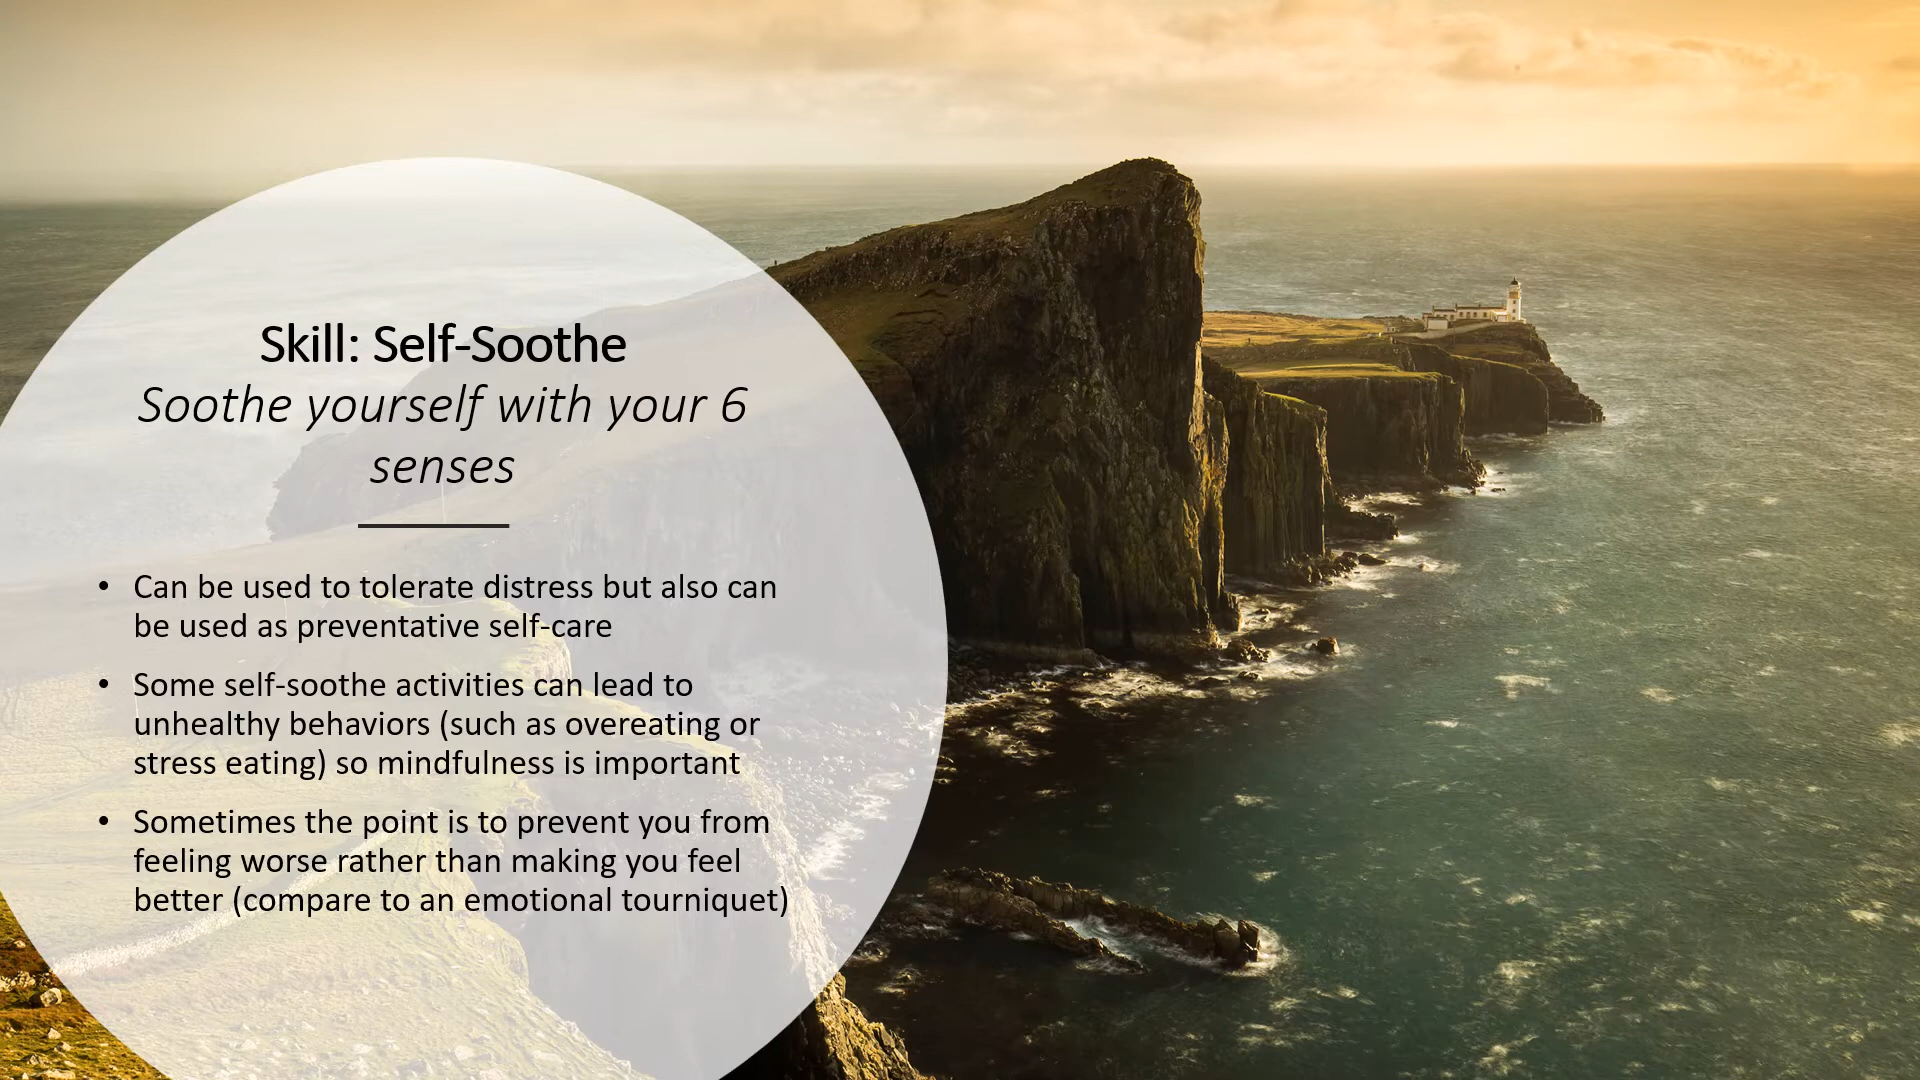 Skill: Self-Soothe
Soothe yourself with your 6
senses
• Can be used to tolerate distress but also can
be used as preventative self-care
• Some self-soothe activities can lead to
unhealthy behaviors (such as overeating or
stress eating) so mindfulness is important
• Sometimes the point is to prevent you from
feeling worse rather than making you feel
better (compare to an emotional tourniquet)